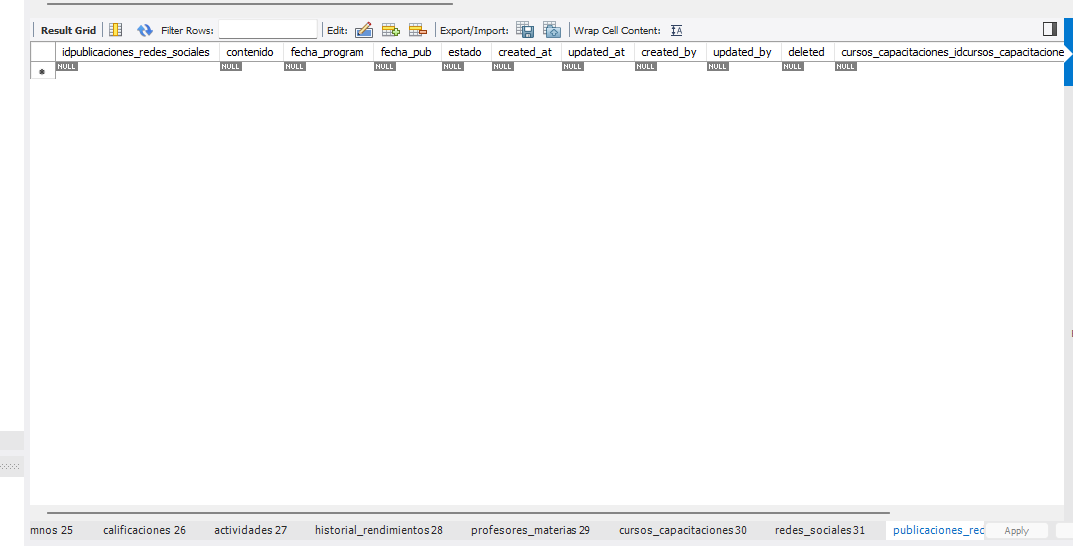 Result Grid Filter Rows: Edit: Export/Import: Wrap Cell Content: IA
idpublicaciones_redes_sociales contenido fecha_program fecha_pub estado created_at updated_at created_by updated_by deleted cursos_capacitaciones_idcursos_capacitacione
NULL NULL NULL NULL NULL NULL NULL NULL NULL NULL NULL
mnos 25 calificaciones 26 actividades 27 historial_rendimientos 28 profesores_materias 29 cursos_capacitaciones 30 redes_sociales 31 publicaciones_red Apply